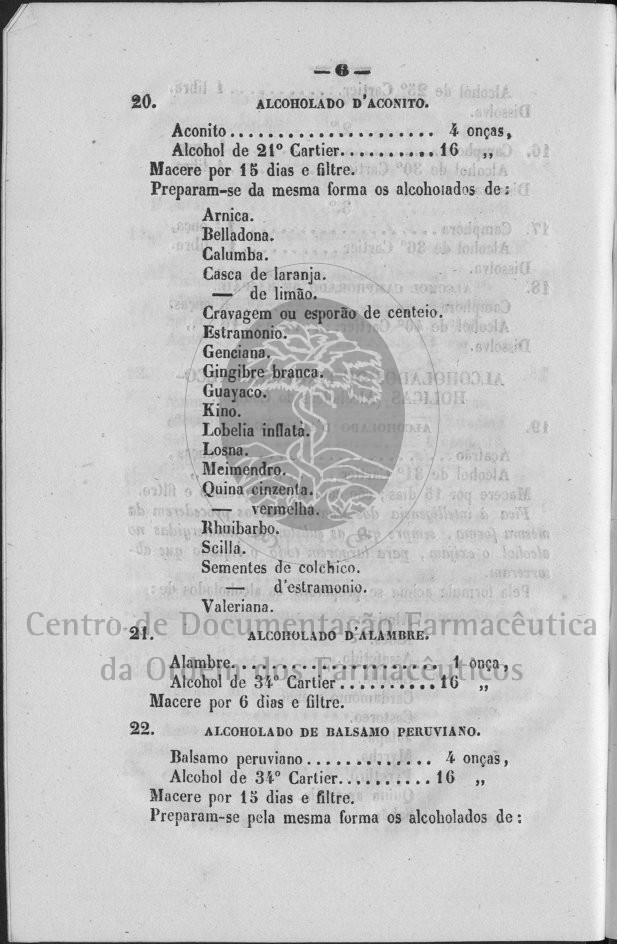 — 6 —
20. ALCOHOLADO D'ACONITO.
Aconito..................... 4 onças,
Alcohol de 21º Cartier.......... 16 ,,
Macere por 15 dias e filtre.
Preparam-se da mesma forma os alcoholados de:
Arnica.
Belladona.
Calumba.
Casca de laranja.
— de limão.
Cravagem ou esporão de centeio.
Estramonio.
Genciana.
Gingibre branca.
Guayaco.
Kino.
Lobelia inflata.
Losna.
Meimendro.
Quina cinzenta.
— vermelha.
Rhuibarbo.
Scilla.
Sementes de colchico.
— d'estramonio.
Valeriana.
Centro de Documentação Farmacêutica
21. ALCOHOLADO D'ALAMBRE.
Alambre..................... 1 onça,
da Ordem dos Farmacêuticos
Alcohol de 34º Cartier.......... 16 ,,
Macere por 6 dias e filtre.
22. ALCOHOLADO DE BALSAMO PERUVIANO.
Balsamo peruviano............. 4 onças,
Alcohol de 34º Cartier.......... 16 ,,
Macere por 15 dias e filtre.
Preparam-se pela mesma forma os alcoholados de: